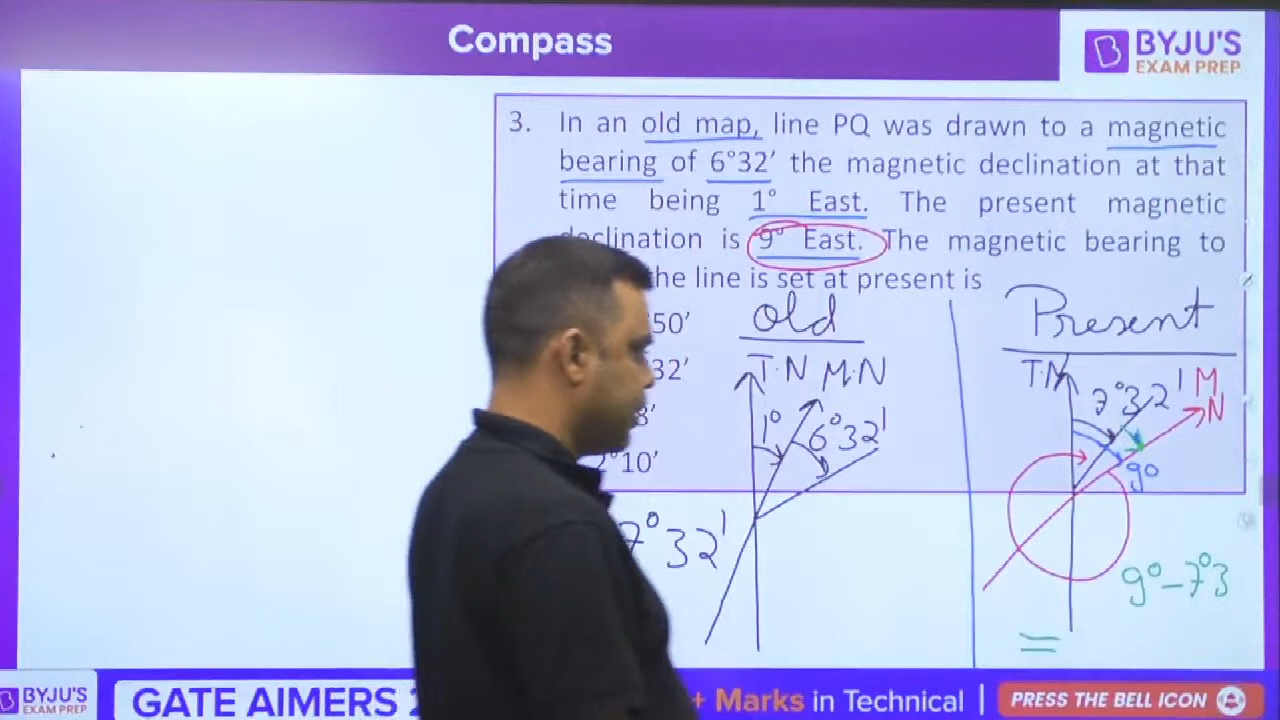 Compass
BYJU'S
EXAM PREP
3. In an old map, line PQ was drawn to a magnetic
bearing of 6°32′ the magnetic declination at that
time being 1° East. The present magnetic
declination is 9° East. The magnetic bearing to
the line is set at present is
50′
32′
8′
2°10′
Old
T.N M.N
1° 6°32'
7°32'
Present
T.N 7°32' M
N
9°
9°-7°3
=
BYJU'S
EXAM PREP
GATE AIMERS
+ Marks in Technical
PRESS THE BELL ICON